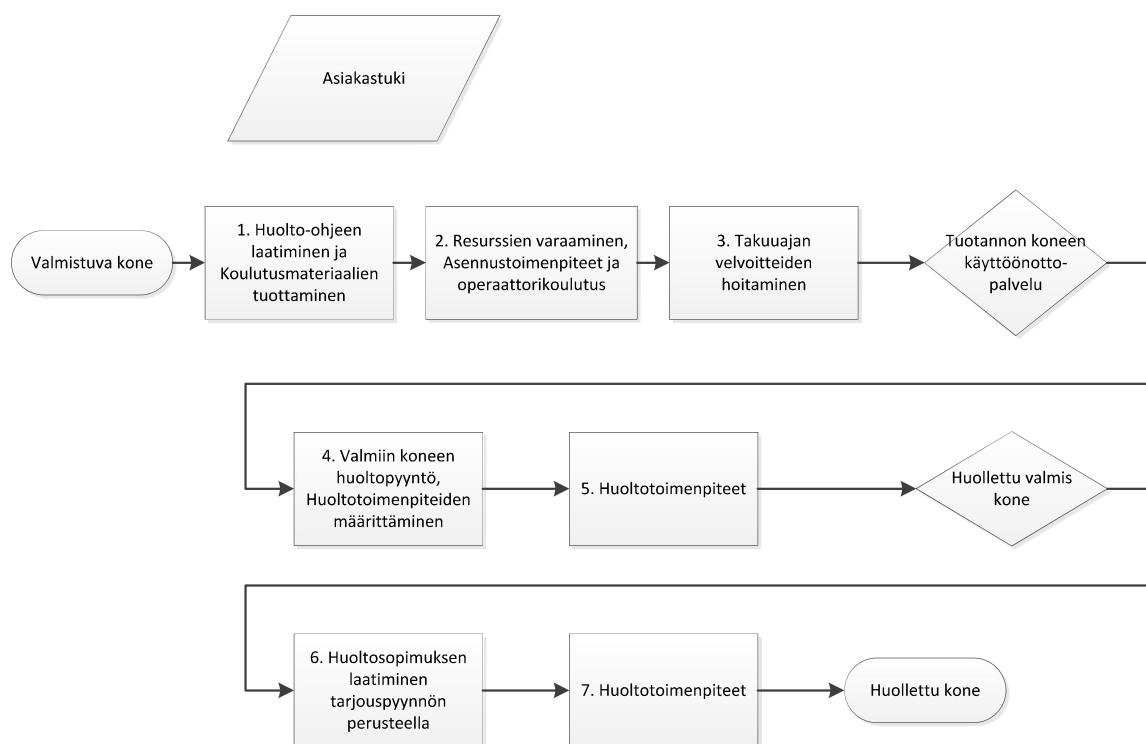 Asiakastuki
Valmistuva kone
1. Huolto-ohjeen
laatiminen ja
Koulutusmateriaalien
tuottaminen
2. Resurssien varaaminen,
Asennustoimenpiteet ja
operaattorikoulutus
3. Takuuajan
velvoitteiden
hoitaminen
Tuotannon koneen
käyttöönotto-
palvelu
4. Valmiin koneen
huoltopyyntö,
Huoltotoimenpiteiden
määrittäminen
5. Huoltotoimenpiteet
Huollettu valmis
kone
6. Huoltosopimuksen
laatiminen
tarjouspyynnön
perusteella
7. Huoltotoimenpiteet
Huollettu kone